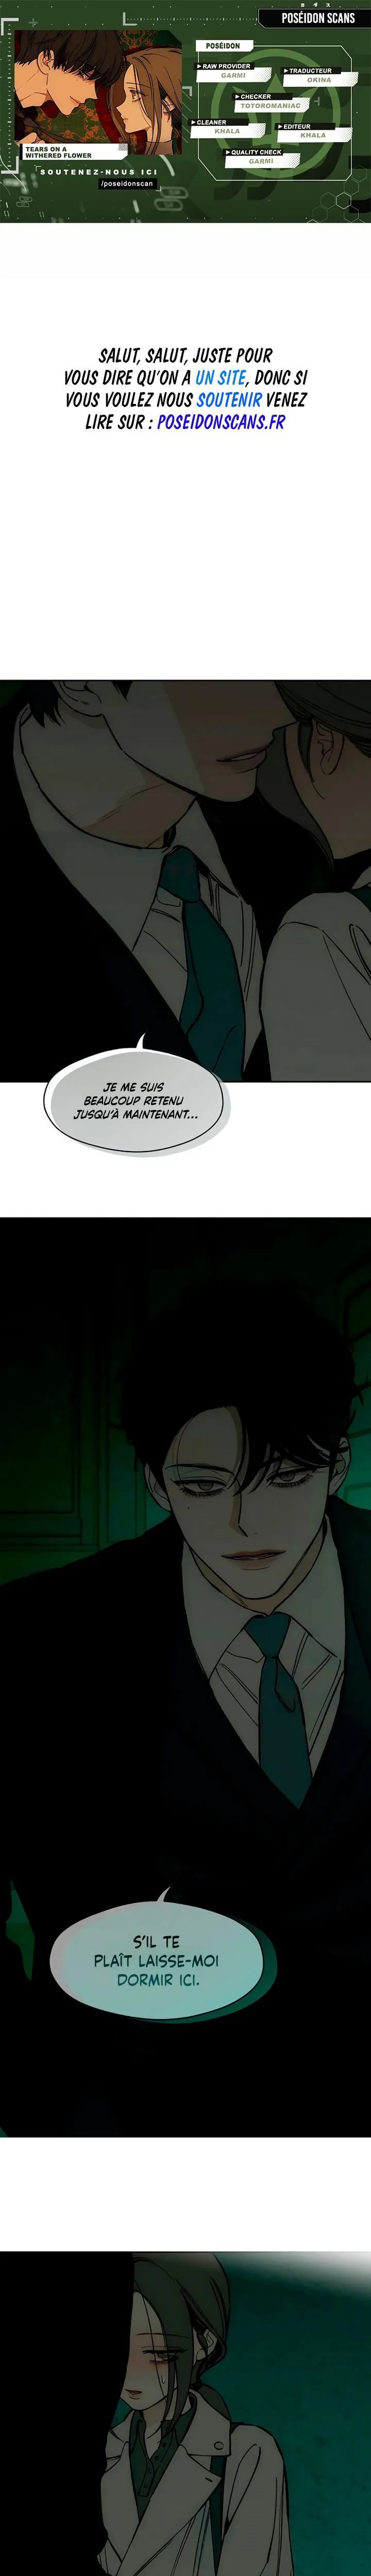 POSÉIDON SCANS
POSÉIDON
RAW PROVIDER
GARMI
TRADUCTEUR
OKINA
CHECKER
TOTOROMANIAC
CLEANER
KHALA
EDITEUR
KHALA
QUALITY CHECK
GARMI
TEARS ON A
WITHERED FLOWER
SOUTENEZ-NOUS ICI
/poseidonscan
SALUT, SALUT, JUSTE POUR
VOUS DIRE QU'ON A UN SITE, DONC SI
VOUS VOULEZ NOUS SOUTENIR VENEZ
LIRE SUR : POSEIDONSCANS.FR
JE ME SUIS
BEAUCOUP RETENU
JUSQU'À MAINTENANT...
S'IL TE
PLAÎT LAISSE-MOI
DORMIR ICI.